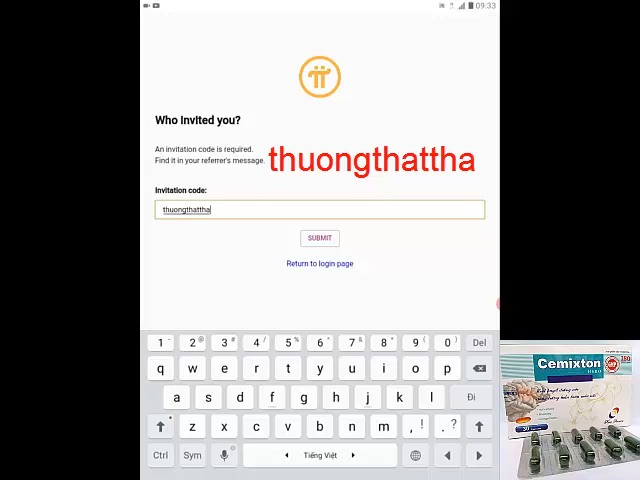 09:33
Who invited you?
An invitation code is required.
Find it in your referrer's message.
thuongthattha
Invitation code:
thuongthattha
SUBMIT
Return to login page
1 - 2 @ 3 # 4 / 5 % 6 ^ 7 & 8 * 9 ( 0 ) Del
q w e r t y u i o p
a s d f g h j k l Đi
z x c v b n m , ! . ?
Ctrl Sym Tiếng Việt
Cemixton
180
30